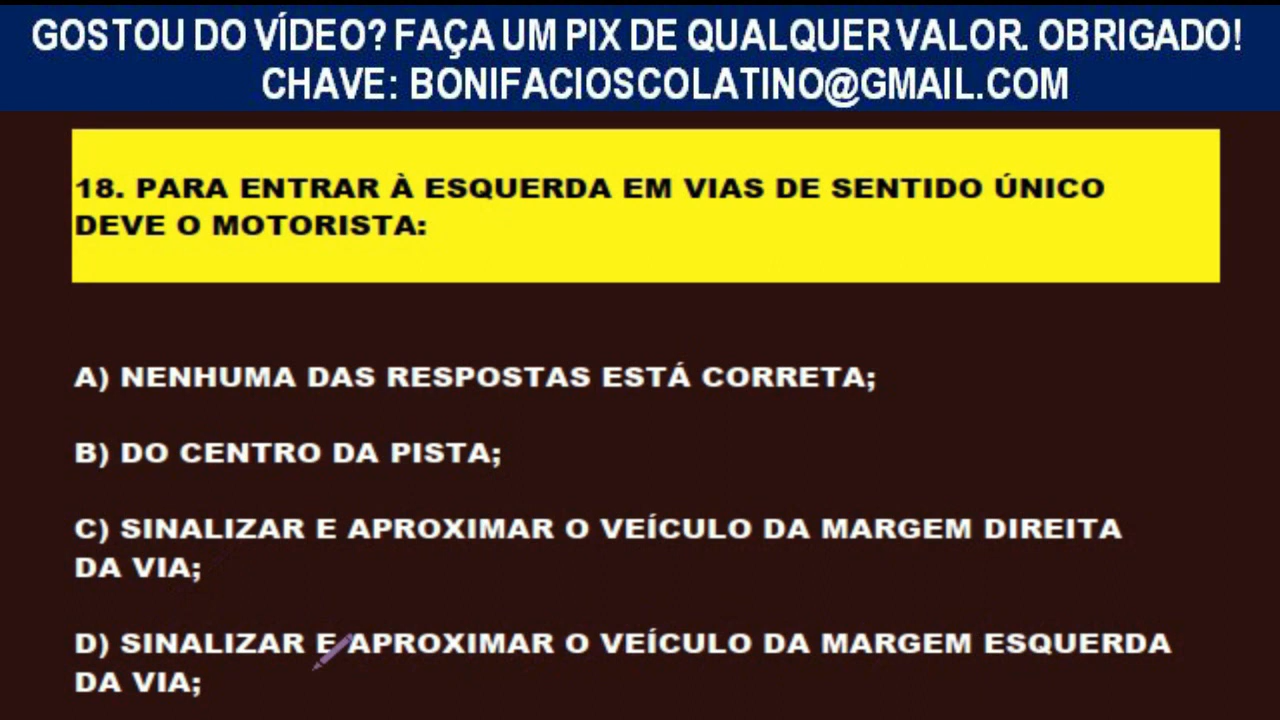 GOSTOU DO VÍDEO? FAÇA UM PIX DE QUALQUER VALOR. OBRIGADO!
CHAVE: BONIFACIOSCOLATINO@GMAIL.COM
18. PARA ENTRAR À ESQUERDA EM VIAS DE SENTIDO ÚNICO
DEVE O MOTORISTA:
A) NENHUMA DAS RESPOSTAS ESTÁ CORRETA;
B) DO CENTRO DA PISTA;
C) SINALIZAR E APROXIMAR O VEÍCULO DA MARGEM DIREITA
DA VIA;
D) SINALIZAR E APROXIMAR O VEÍCULO DA MARGEM ESQUERDA
DA VIA;